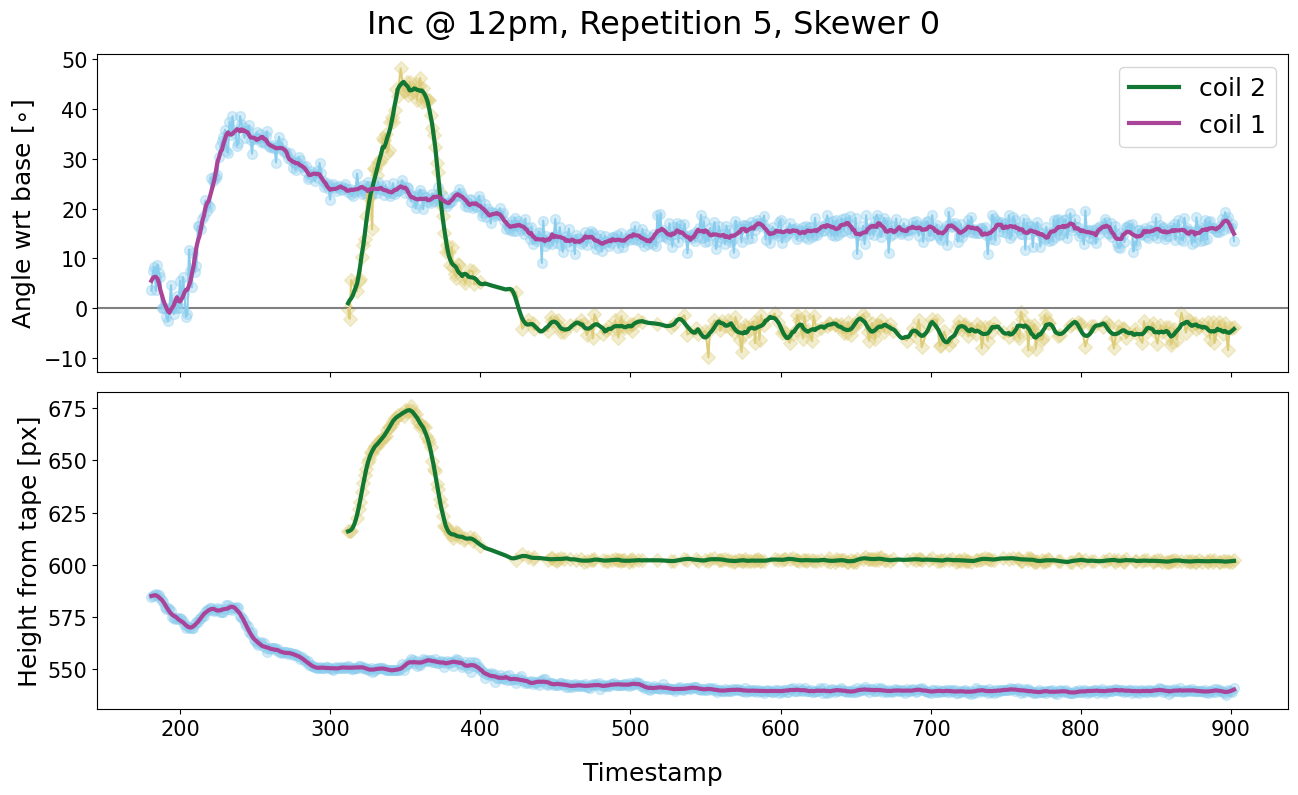 Inc @ 12pm, Repetition 5, Skewer 0
50
40
30
20
10
0
−10
Angle wrt base [∘]
coil 2
coil 1
675
650
625
600
575
550
Height from tape [px]
200 300 400 500 600 700 800 900
Timestamp